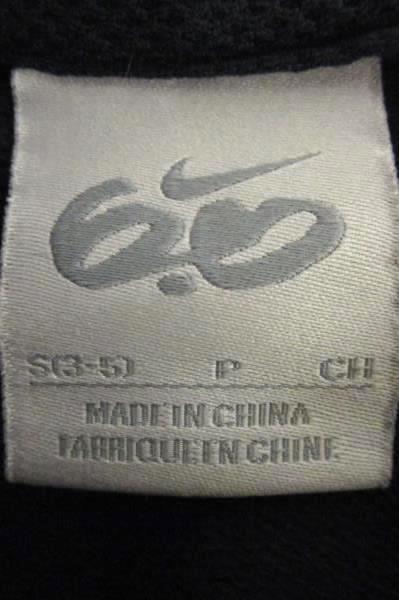 6.0
S(3-5) P CH
MADE IN CHINA
FABRIQUE EN CHINE